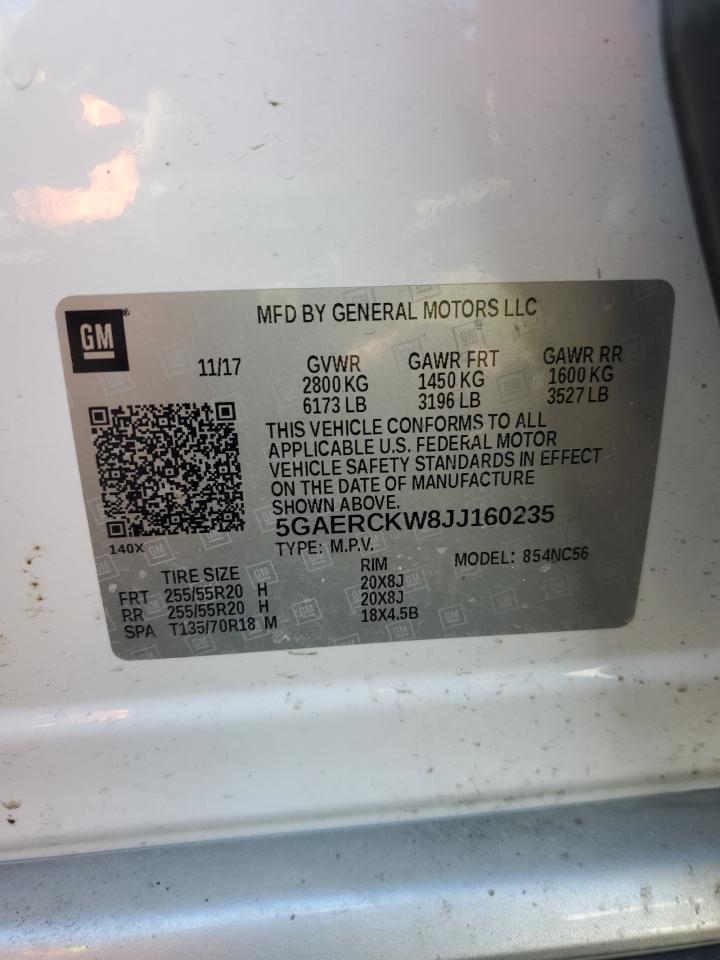 GM
MFD BY GENERAL MOTORS LLC
11/17 GVWR GAWR FRT GAWR RR
2800 KG 1450 KG 1600 KG
6173 LB 3196 LB 3527 LB
THIS VEHICLE CONFORMS TO ALL
APPLICABLE U.S. FEDERAL MOTOR
VEHICLE SAFETY STANDARDS IN EFFECT
ON THE DATE OF MANUFACTURE
SHOWN ABOVE.
5GAERCKW8JJ160235
140X
TYPE: M.P.V. MODEL: 854NC56
TIRE SIZE RIM
FRT 255/55R20 H 20X8J
RR 255/55R20 H 20X8J
SPA T135/70R18 M 18X4.5B